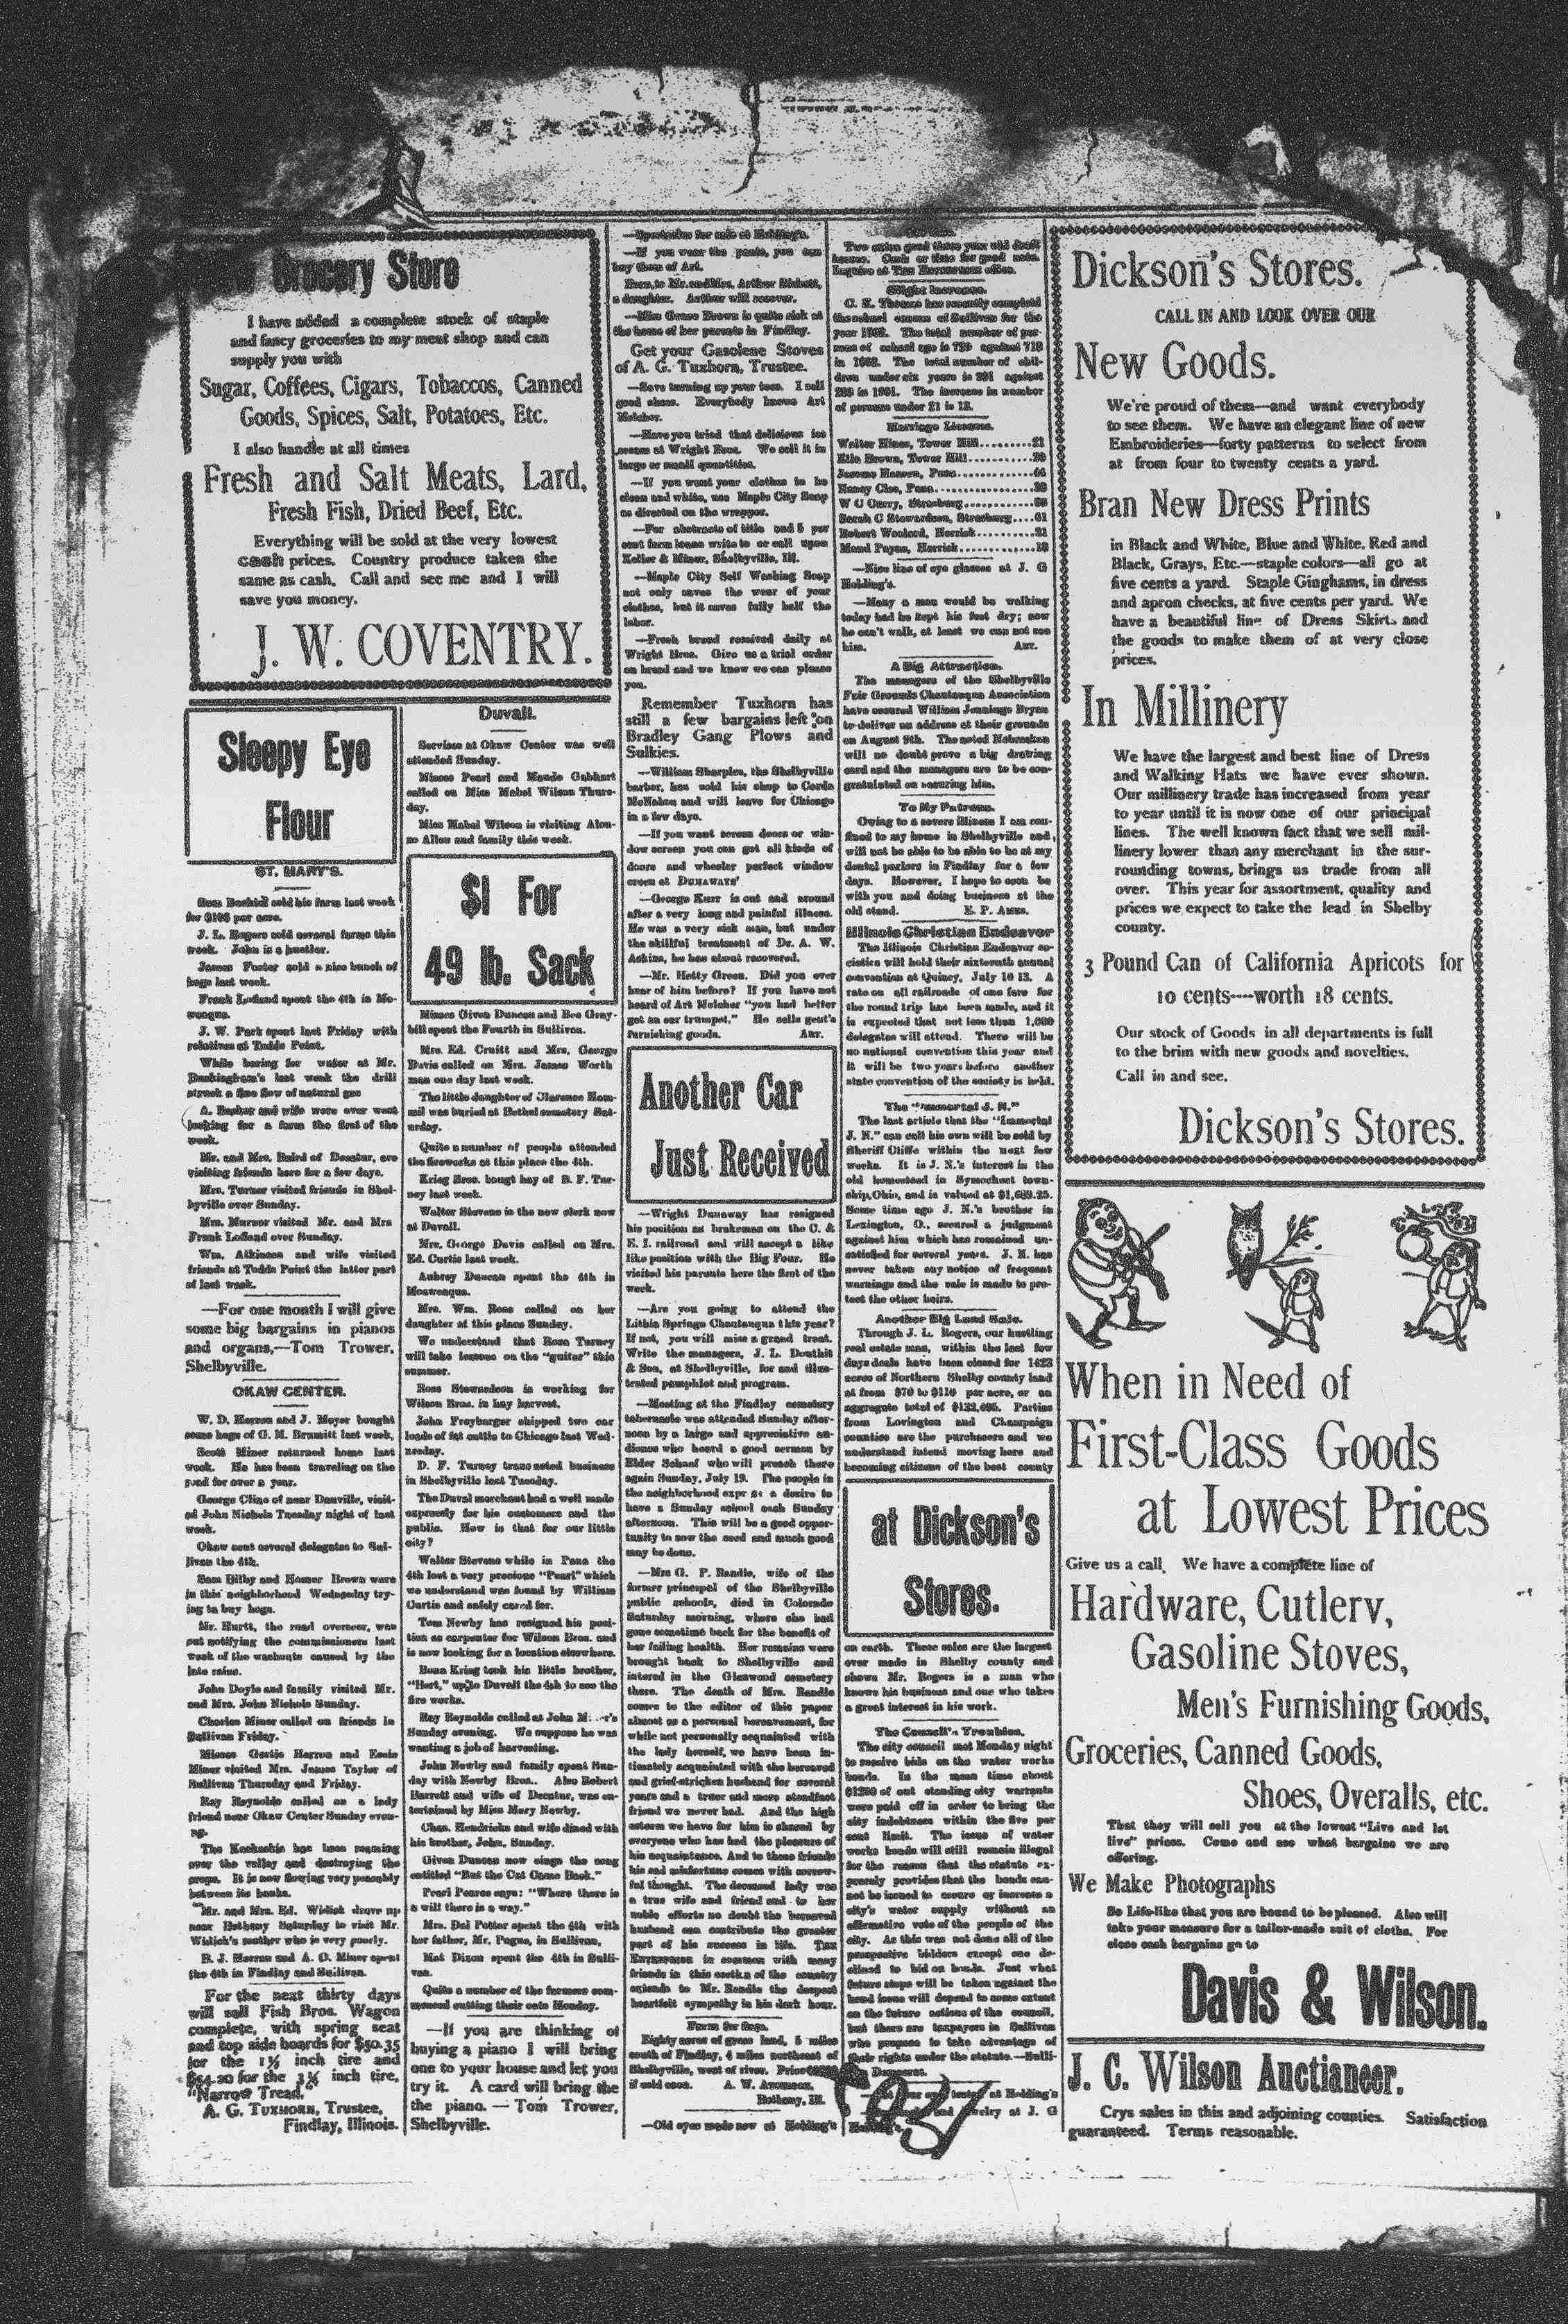 Grocery Store
I have added a complete stock of staple
and fancy groceries to my meat shop and can
supply you with
Sugar, Coffees, Cigars, Tobaccos, Canned
Goods, Spices, Salt, Potatoes, Etc.
I also handle at all times
Fresh and Salt Meats, Lard,
Fresh Fish, Dried Beef, Etc.
Everything will be sold at the very lowest
cash prices. Country produce taken the
same as cash. Call and see me and I will
save you money.
J. W. COVENTRY.
Sleepy Eye
Flour
ST. MARY'S.
sold his farm last week
for $105 per acre.
J. L. Rogers sold several farms this
week. John is a hustler.
James Foster sold a nice bunch of
hogs last week.
Frank Lofland spent the 4th in Mo-
weaqua.
J. W. Park spent last Friday with
relatives at Todds Point.
While boring for water at Mr.
Buckingham's last week the drill
struck a fine flow of natural gas
A. Basher and wife were over west
looking for a farm the first of the
week.
Mr. and Mrs. Baird of Decatur, are
visiting friends here for a few days.
Mrs. Turner visited friends in Shel-
byville over Sunday.
Mrs. Marner visited Mr. and Mrs
Frank Lofland over Sunday.
Wm. Atkinson and wife visited
friends at Todds Point the latter part
of last week.
—For one month I will give
some big bargains in pianos
and organs,—Tom Trower,
Shelbyville.
OKAW CENTER.
W. D. Herron and J. Moyer bought
some hogs of G. M. Brumitt last week.
Scott Miner returned home last
week. He has been traveling on the
road for over a year.
George Cline of near Danville, visit-
ed John Nichols Tuesday night of last
week.
Okaw sent several delegates to Sul-
livan the 4th.
Sam Bilby and Homer Brown were
in this neighborhood Wednesday try-
ing to buy hogs.
Mr. Hurtt, the road overseer, was
out notifying the commissioners last
week of the washouts caused by the
late rains.
John Doyle and family visited Mr.
and Mrs. John Nichols Sunday.
Charles Miner called on friends in
Sullivan Friday.
Misses Gertie Herron and Essie
Miner visited Mrs. James Taylor of
Sullivan Thursday and Friday.
Ray Reynolds called on a lady
friend near Okaw Center Sunday even-
ng.
The Kaskaskia has been roaming
over the valley and destroying the
crops. It is now flowing very peacably
between its banks.
Mr. and Mrs. Ed. Widick drove up
near Bethany Saturday to visit Mr.
Widick's mother who is very poorly.
B. J. Herron and A. O. Miner spent
the 4th in Findlay and Sullivan.
For the next thirty days
will sell Fish Bros. Wagon
complete, with spring seat
and top side boards for $50.35
for the 1½ inch tire and
$54.20 for the 3½ inch tire,
"Narrow Tread."
A. G. TUXHORN, Trustee,
Findlay, Illinois.
Duvall.
Services at Okaw Center was well
attended Sunday.
Misses Pearl and Maude Gabhart
called on Miss Mabel Wilson Thurs-
day.
Miss Mabel Wilson is visiting Alon-
zo Allen and family this week.
$1 For
49 lb. Sack
Misses Given Duncan and Bee Gray-
bill spent the Fourth in Sullivan.
Mrs. Ed. Cruitt and Mrs. George
Davis called on Mrs. James Worth
man one day last week.
The little daughter of Clarence Ham-
mil was buried at Bethel cemetery Sat-
urday.
Quite a number of people attended
the fireworks at this place the 4th.
Krieg Bros. bougt hay of B. F. Tur-
ney last week.
Walter Stevens is the new clerk now
at Duvall.
Mrs. George Davis called on Mrs.
Ed. Curtis last week.
Aubrey Duncan spent the 4th in
Moweaqua.
Mrs. Wm. Rose called on her
daughter at this place Sunday.
We understand that Rosa Turney
will take lessons on the "guitar" this
summer.
Ross Stewardson is working for
Wilson Bros. in hay harvest.
John Freyburger shipped two car
loads of fat cattle to Chicago last Wed-
nesday.
D. F. Turney transacted business
in Shelbyville last Tuesday.
The Duval merchant had a well made
expressly for his customers and the
public. How is that for our little
city?
Walter Stevens while in Pana the
4th lost a very precious "Pearl" which
we understand was found by William
Curtis and safely cared for.
Tom Newby has resigned his posi-
tion as carpenter for Wilson Bros. and
is now looking for a location elsewhere.
Bona Krieg took his little brother,
"Hert," up to Duvall the 4th to see the
fire works.
Ray Reynolds called at John
Sunday evening. We suppose he was
wanting a job of harvesting.
John Newby and family spent Sun-
day with Newby Bros. Also Robert
Barrett and wife of Decatur, was en-
tertained by Miss Mary Newby.
Chas. Hendricks and wife dined with
his brother, John, Sunday.
Given Duncan now sings the song
entitled "But the Cat Came Back."
Pearl Pearce says: "Where there is
a will there is a way."
Mrs. Dal Potter spent the 4th with
her father, Mr. Pogue, in Sullivan.
Mat Dixon spent the 4th in Sulli-
van.
Quite a number of the farmers com-
menced cutting their oats Monday.
—If you are thinking of
buying a piano I will bring
one to your house and let you
try it. A card will bring the
the piano. — Tom Trower,
Shelbyville.
—Spectacles for sale at Holding's.
—If you wear the pants, you can
buy them of Art.
Born, to Mr. and Mrs. Arthur
a daughter. Arthur will recover.
—Miss Grace Brown is quite sick at
the home of her parents in Findlay.
Get your Gasolene Stoves
of A. G. Tuxhorn, Trustee.
—Save turning up your toes. I sell
good shoes. Everybody knows Art
Melcher.
—Have you tried that delicious ice
cream at Wright Bros. We sell it in
large or small quantities.
—If you want your clothes to be
clean and white, use Maple City Soap
as directed on the wrapper.
—For abstracts of title and 5 per
cent farm loans write to or call upon
Keller & Miner, Shelbyville, Ill.
—Maple City Self Washing Soap
not only saves the wear of your
clothes, but it saves fully half the
labor.
—Fresh bread received daily at
Wright Bros. Give us a trial order
on bread and we know we can please
you.
Remember Tuxhorn has
still a few bargains left on
Bradley Gang Plows and
Sulkies.
—William Sharples, the Shelbyville
barber, has sold his shop to Corda
McMahon and will leave for Chicago
in a few days.
—If you want screen doors or win-
dow screen you can get all kinds of
doors and wheeler perfect window
creen at DUNAWAYS'
—George Kurr is out and around
after a very long and painful illness.
He was a very sick man, but under
the skillful treatment of Dr. A. W.
Askins, he has about recovered.
—Mr. Hetty Green. Did you ever
hear of him before? If you have not
heard of Art Melcher "you had better
get an ear trumpet." He sells gent's
furnishing goods. ART.
Another Car
Just Received
—Wright Dunaway has resigned
his position as brakeman on the C. &
E. I. railroad and will accept a like
like position with the Big Four. He
visited his parents here the first of the
week.
—Are you going to attend the
Lithia Springs Chautauqua this year?
If not, you will miss a grand treat.
Write the managers, J. L. Douthit
& Son, at Shelbyville, for and illus-
trated pamphlet and program.
—Meeting at the Findlay cemetery
tabernacle was attended Sunday after-
noon by a large and appreciative au-
dience who heard a good sermon by
Elder Schaaf who will preach there
again Sunday, July 19. The people in
the neighborhood expr ss a desire to
have a Sunday school each Sunday
afternoon. This will be a good oppor-
tunity to sow the seed and much good
may be done.
—Mrs G. P. Randle, wife of the
former principal of the Shelbyville
public schools, died in Colorado
Saturday morning, where she had
gone sometime back for the benefit of
her failing health. Her remains were
brought back to Shelbyville and
intered in the Glenwood cemetery
there. The death of Mrs. Randle
comes to the editor of this paper
almost as a personal bereavement, for
while not personally acquainted with
the lady herself, we have been in-
timately acquainted with the bereaved
and grief-stricken husband for several
years and a truer and more steadfast
friend we never had. And the high
esteem we have for him is shared by
everyone who has had the pleasure of
his acquaintance. And to those friends
his sad misfortune comes with sorrow-
ful thought. The deceased lady was
a true wife and friend and to her
noble efforts no doubt the bereaved
husband can contribute the greater
part of his success in life. THE
ENTERPRISE in common with many
friends in this section of the country
extends to Mr. Randle the deepest
heartfelt sympathy in his dark hour.
Farm for Sale.
Eighty acres of grass land, 5 miles
south of Findlay, 4 miles northeast of
Shelbyville, west of river. Price
if sold soon. A. W.
Bethany, Ill.
—Old eyes made new at Holding's
Two extra good three year old draft
horses. Cash or time for good note.
Inquire at THE ENTERPRISE office.
Slight Increase.
C. K. Thomas has recently completed
the school census of Sullivan for the
year 1903. The total number of per-
sons of school age is 729 against 718
in 1902. The total number of chil-
dren under six years is 291 against
289 in 1901. The increase in number
of persons under 21 is 13.
Marriage Licenses.
Walter Hines, Tower Hill..........21
Ella Brown, Tower Hill............
Jerome Hansen, Pana..............44
Nancy Cloe, Pana.................
W U Curry, Strasburg.............
Sarah C Stewardson, Strasburg....
Robert Woolard, Herrick..........21
Maud Payne, Herrick..............18
—Nice line of eye glasses at J. G
Holding's.
—Many a man would be walking
today had he kept his feet dry; now
he can't walk, at least we can not see
him. ART.
A Big Attraction.
The managers of the Shelbyville
Fair Grounds Chautauqua Association
have secured William Jennings Bryan
to deliver an address at their grounds
on August 9th. The noted Nebraskan
will no doubt prove a big drawing
card and the managers are to be con-
gratulated on securing him.
To My Patrons.
Owing to a severe illness I am con-
fined to my home in Shelbyville and
will not be able to be able to be at my
dental parlors in Findlay for a few
days. However, I hope to soon be
with you and doing business at the
old stand. E. P. AMES.
Illinois Christian Endeavor
The Illinois Christian Endeavor so-
cieties will hold their sixteenth annual
convention at Quincy, July 10 13. A
rate on all railroads of one fare for
the round trip has been made, and it
is expected that not less than 1,000
delegates will attend. There will be
no national convention this year and
it will be two years before another
state convention of the society is held.
The "Immortal J. N."
The last article that the "Immortal
J. N." can call his own will be sold by
Sheriff Cliffe within the next few
weeks. It is J. N.'s interest in the
old homestead in Symochset town-
ship, Ohio, and is valued at $1,689.25.
Some time ago J. N.'s brother in
Lexington, O., secured a judgment
against him which has remained un-
satisfied for several years. J. N. has
never taken any notice of frequent
warnings and the sale is made to pro-
tect the other heirs.
Another Big Land Sale.
Through J. L. Rogers, our hustling
real estate man, within the last few
days deals have been closed for 1423
acres of Northern Shelby county land
at from $70 to $115 per acre, or an
aggregate total of $132,695. Parties
from Lovington and Champaign
counties are the purchasers and we
understand intend moving here and
becoming citizens of the best county
at Dickson's
Stores.
on earth. These sales are the largest
ever made in Shelby county and
shows Mr. Rogers is a man who
knows his business and one who takes
a great interest in his work.
The Council's Troubles.
The city council met Monday night
to receive bids on the water works
bonds. In the mean time about
$1250 of out standing city warrants
were paid off in order to bring the
city indebtness within the five per
cent limit. The issue of water
works bonds will still remain illegal
for the reason that the statute ex-
pressly provides that the bonds can-
not be issued to secure or increase a
city's water supply without an
affirmative vote of the people of the
city. As this was not done all of the
prospective bidders except one de-
clined to bid on bonds. Just what
future steps will be taken against the
bond issue will depend to some extent
on the future actions of the council,
but there are taxpayers in Sullivan
who propose to take advantage of
their rights under the statute.—Sulli-
at Holding's
jewelry at J. G
Holding's.
Dickson's Stores.
CALL IN AND LOOK OVER OUR
New Goods.
We're proud of them—and want everybody
to see them. We have an elegant line of new
Embroideries—forty patterns to select from
at from four to twenty cents a yard.
Bran New Dress Prints
in Black and White, Blue and White, Red and
Black, Grays, Etc.—staple colors—all go at
five cents a yard. Staple Ginghams, in dress
and apron checks, at five cents per yard. We
have a beautiful line of Dress Skirts and
the goods to make them of at very close
prices.
In Millinery
We have the largest and best line of Dress
and Walking Hats we have ever shown.
Our millinery trade has increased from year
to year until it is now one of our principal
lines. The well known fact that we sell mil-
linery lower than any merchant in the sur-
rounding towns, brings us trade from all
over. This year for assortment, quality and
prices we expect to take the lead in Shelby
county.
3 Pound Can of California Apricots for
10 cents----worth 18 cents.
Our stock of Goods in all departments is full
to the brim with new goods and novelties.
Call in and see.
Dickson's Stores.
When in Need of
First-Class Goods
at Lowest Prices
Give us a call. We have a complete line of
Hardware, Cutlery,
Gasoline Stoves,
Men's Furnishing Goods,
Groceries, Canned Goods,
Shoes, Overalls, etc.
That they will sell you at the lowest "Live and let
live" prices. Come and see what bargains we are
offering.
We Make Photographs
So Life-like that you are bound to be pleased. Also will
take your measure for a tailor-made suit of cloths. For
close cash bargains go to
Davis & Wilson.
J. C. Wilson Auctianeer.
Crys sales in this and adjoining counties. Satisfaction
guaranteed. Terms reasonable.